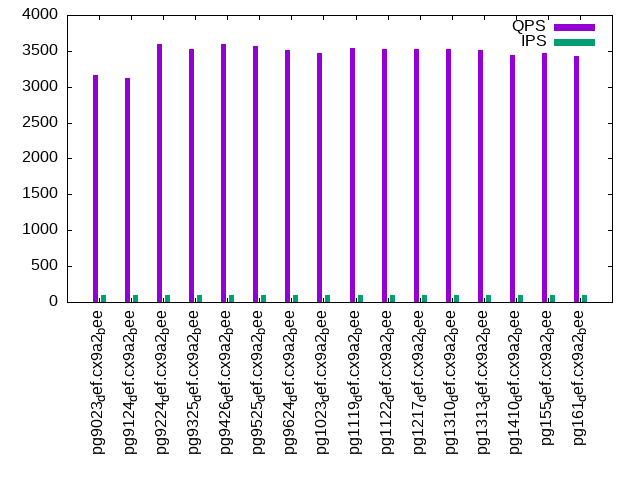 4000
3500
3000
2500
2000
1500
1000
500
0
QPS
IPS
pg9023def.cx9a2bee
pg9124def.cx9a2bee
pg9224def.cx9a2bee
pg9325def.cx9a2bee
pg9426def.cx9a2bee
pg9525def.cx9a2bee
pg9624def.cx9a2bee
pg1023def.cx9a2bee
pg1119def.cx9a2bee
pg1122def.cx9a2bee
pg1217def.cx9a2bee
pg1310def.cx9a2bee
pg1313def.cx9a2bee
pg1410def.cx9a2bee
pg155def.cx9a2bee
pg161def.cx9a2bee